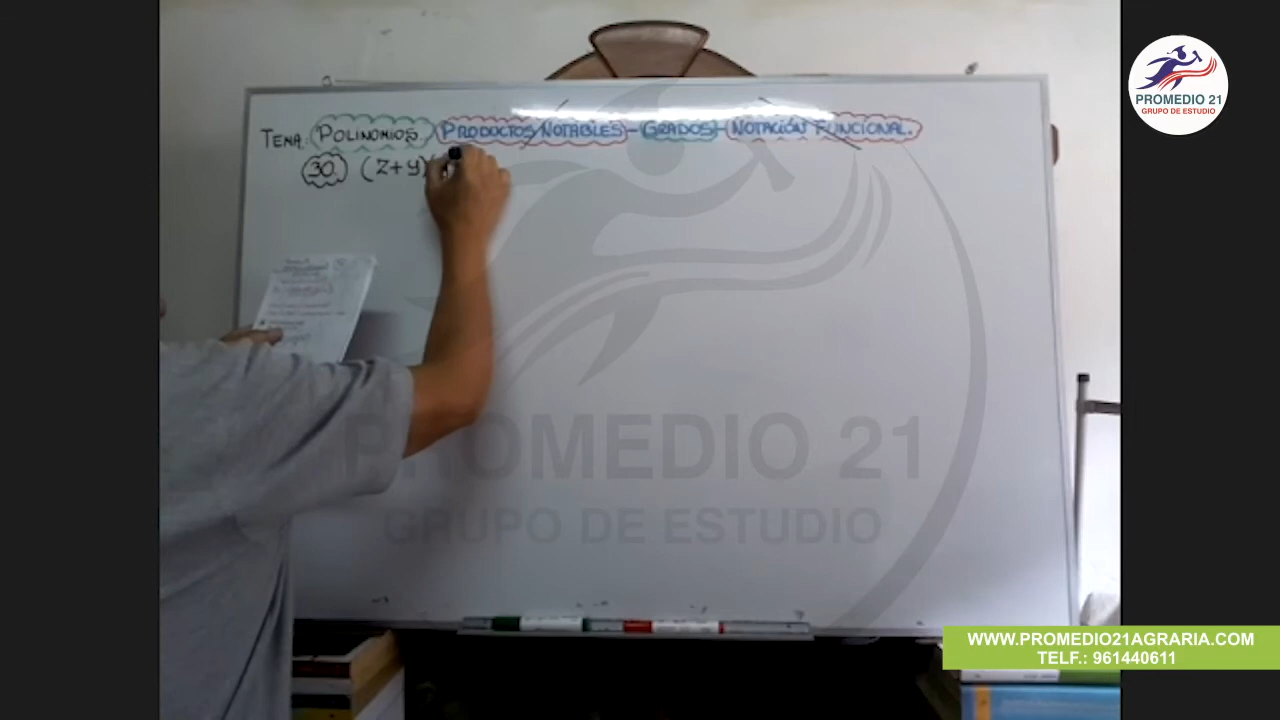 PROMEDIO 21
GRUPO DE ESTUDIO
TEMA: POLINOMIOS / PRODUCTOS NOTABLES - GRADOS - NOTACIÓN FUNCIONAL.
30. (Z+Y)(
PROMEDIO 21
GRUPO DE ESTUDIO
WWW.PROMEDIO21AGRARIA.COM
TELF.: 961440611